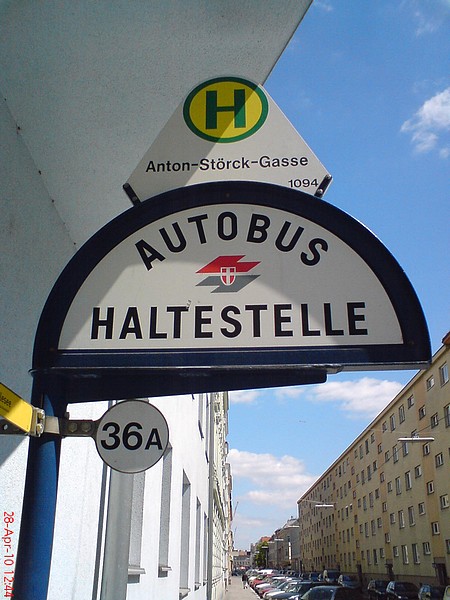 H
Anton-Störck-Gasse
1094
AUTOBUS
HALTESTELLE
36A
28-Apr-10 12:44